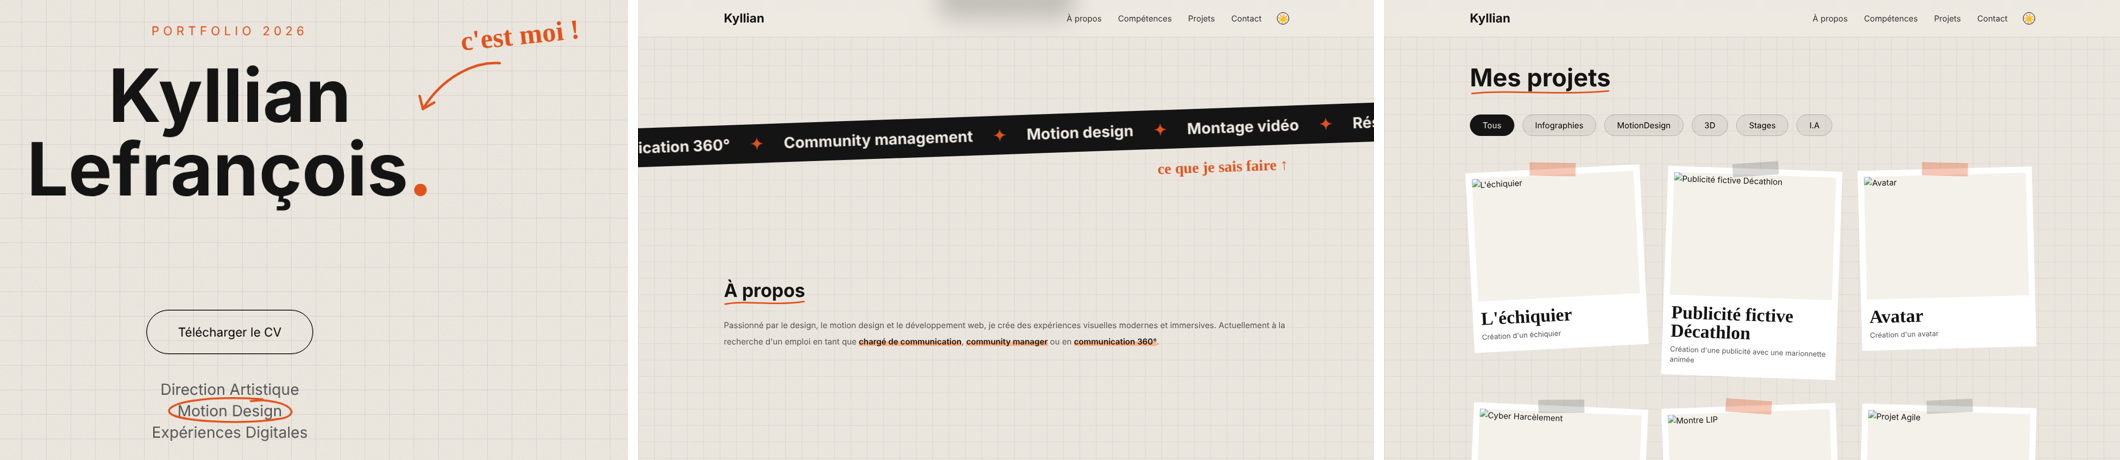 PORTFOLIO 2026
c'est moi !
Kyllian
Lefrançois.
Télécharger le CV
Direction Artistique
Motion Design
Expériences Digitales
Kyllian
À propos Compétences Projets Contact
ication 360° ✦ Community management ✦ Motion design ✦ Montage vidéo ✦ Rés
ce que je sais faire ↑
À propos
Passionné par le design, le motion design et le développement web, je crée des expériences visuelles modernes et immersives. Actuellement à la
recherche d'un emploi en tant que chargé de communication, community manager ou en communication 360°.
Kyllian
À propos Compétences Projets Contact
Mes projets
Tous Infographies MotionDesign 3D Stages I.A
L'échiquier
L'échiquier
Création d'un échiquier
Publicité fictive Décathlon
Publicité fictive
Décathlon
Création d'une publicité avec une marionnette
animée
Avatar
Avatar
Création d'un avatar
Cyber Harcèlement
Montre LIP
Projet Agile